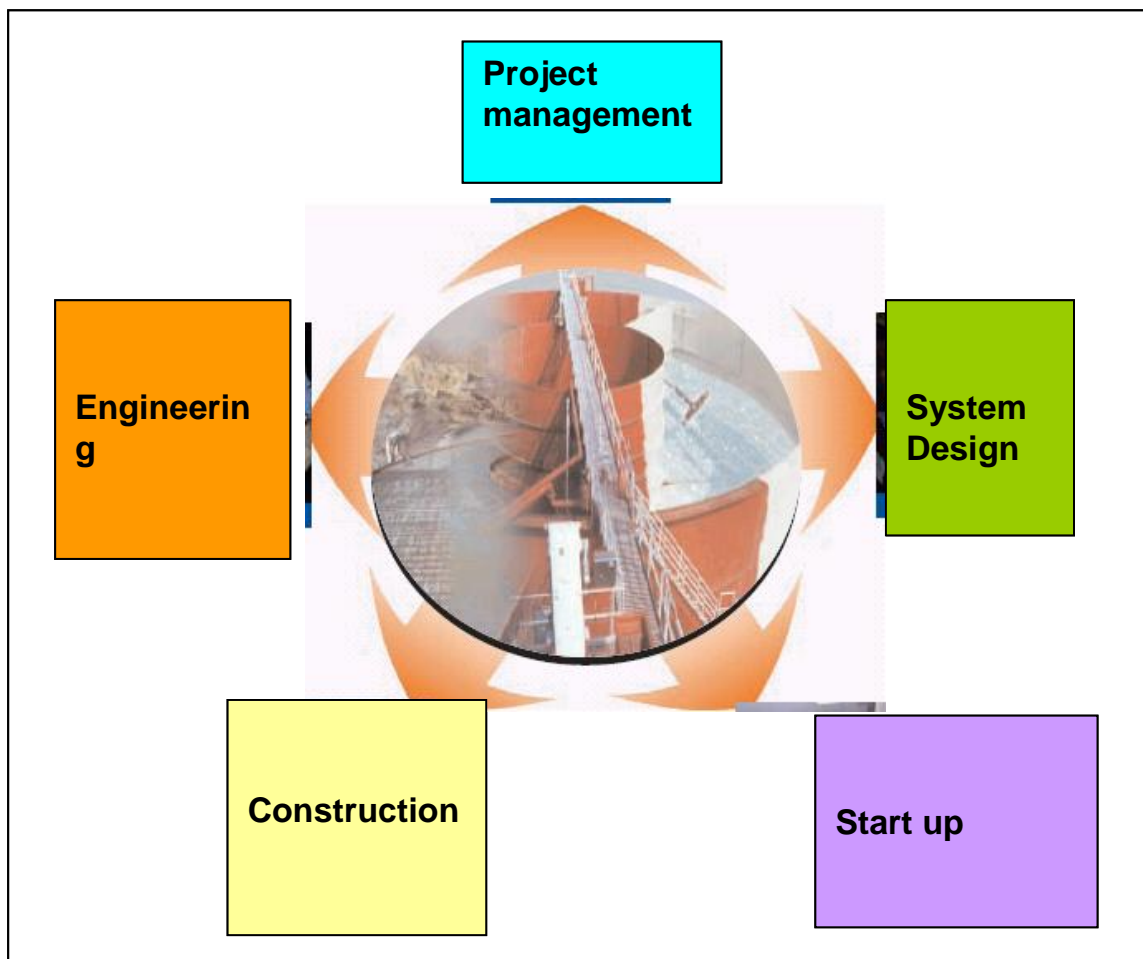 Project
management
Engineerin
g
System
Design
Construction
Start up